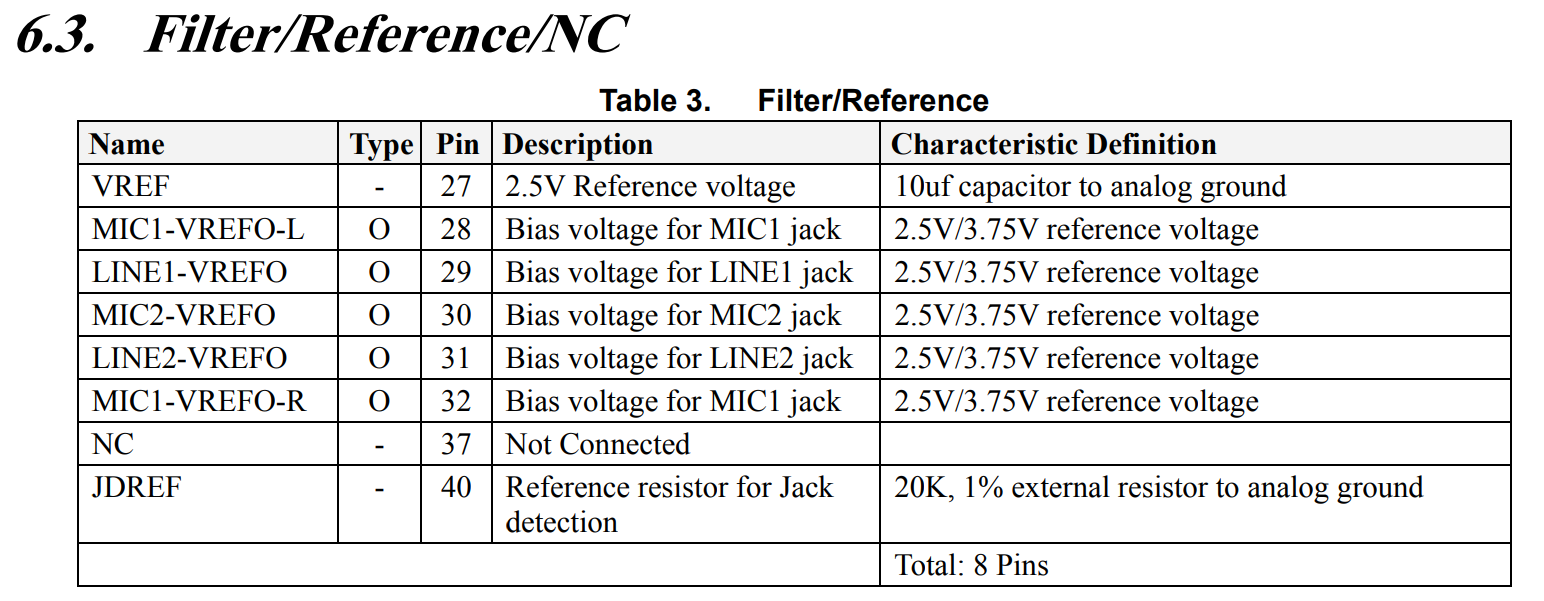 6.3. Filter/Reference/NC
Table 3. Filter/Reference
Name Type Pin Description Characteristic Definition
VREF - 27 2.5V Reference voltage 10uf capacitor to analog ground
MIC1-VREFO-L O 28 Bias voltage for MIC1 jack 2.5V/3.75V reference voltage
LINE1-VREFO O 29 Bias voltage for LINE1 jack 2.5V/3.75V reference voltage
MIC2-VREFO O 30 Bias voltage for MIC2 jack 2.5V/3.75V reference voltage
LINE2-VREFO O 31 Bias voltage for LINE2 jack 2.5V/3.75V reference voltage
MIC1-VREFO-R O 32 Bias voltage for MIC1 jack 2.5V/3.75V reference voltage
NC - 37 Not Connected
JDREF - 40 Reference resistor for Jack 20K, 1% external resistor to analog ground
detection
Total: 8 Pins